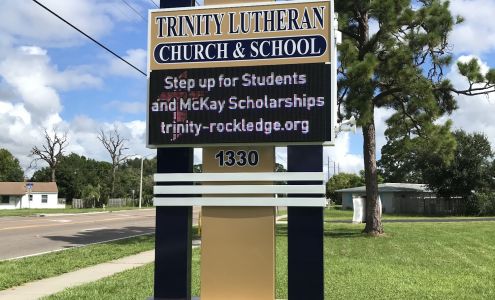 TRINITY LUTHERAN
CHURCH & SCHOOL
Step up for Students
and McKay Scholarships
trinity-rockledge.org
1330